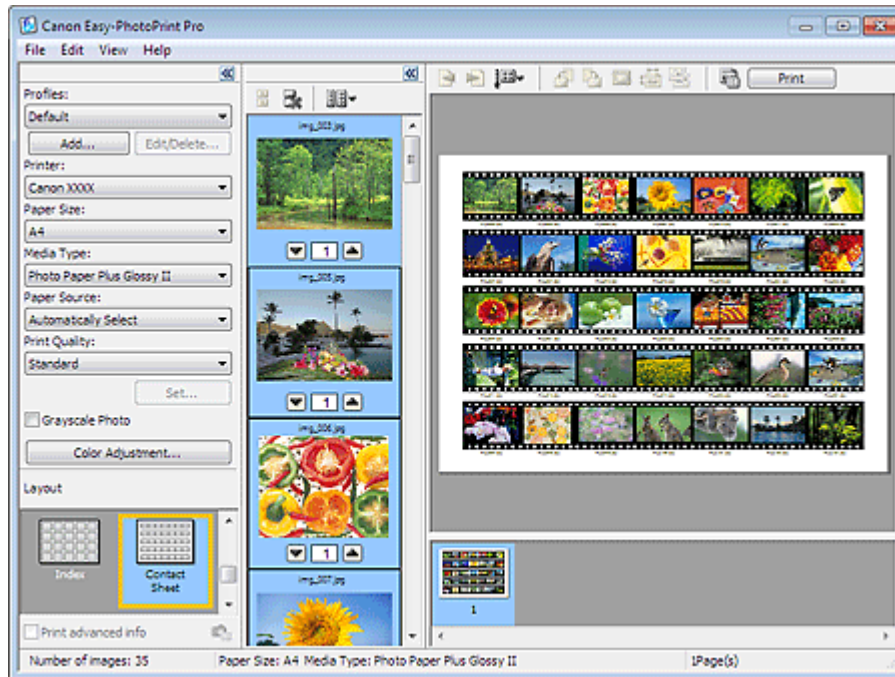 Canon Easy-PhotoPrint Pro
File Edit View Help
Profiles:
Default
Add... Edit/Delete...
Printer:
Canon XXXX
Paper Size:
A4
Media Type:
Photo Paper Plus Glossy II
Paper Source:
Automatically Select
Print Quality:
Standard
Set...
Grayscale Photo
Color Adjustment...
Layout
Index
Contact Sheet
Print advanced info
img_003.jpg
1
img_005.jpg
1
img_006.jpg
1
img_007.jpg
Print
1
Number of images: 35
Paper Size: A4 Media Type: Photo Paper Plus Glossy II
1Page(s)